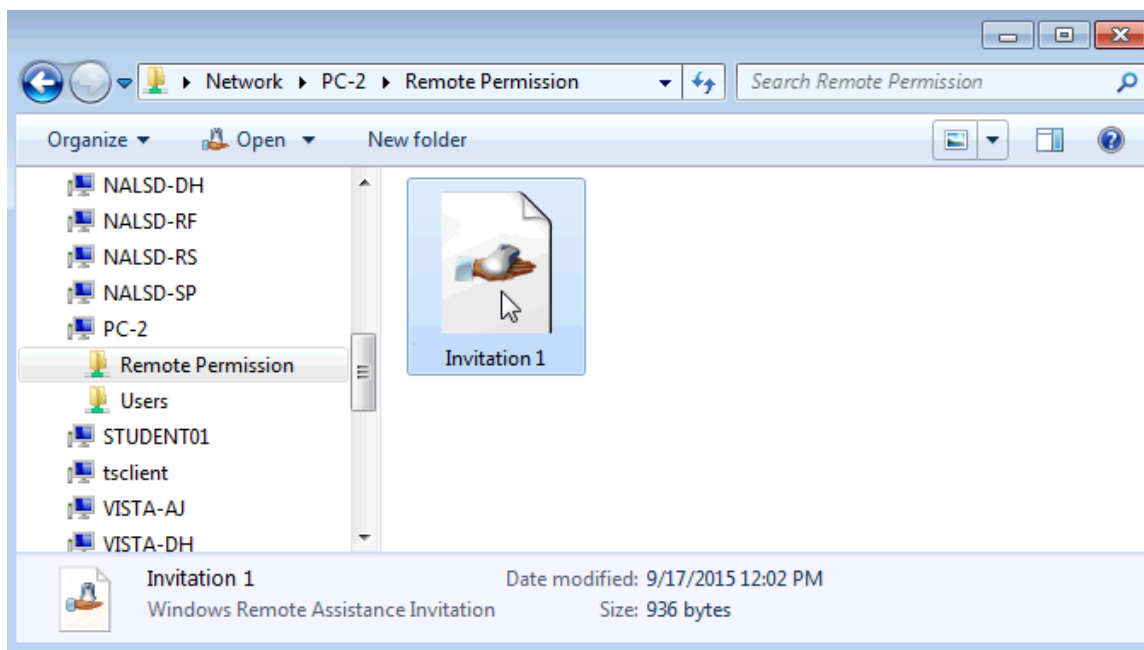 Network PC-2 Remote Permission
Search Remote Permission
Organize Open New folder
NALSD-DH
NALSD-RF
NALSD-RS
NALSD-SP
PC-2
Remote Permission
Users
STUDENT01
tsclient
VISTA-AJ
VISTA-DH
Invitation 1
Invitation 1 Date modified: 9/17/2015 12:02 PM
Windows Remote Assistance Invitation Size: 936 bytes